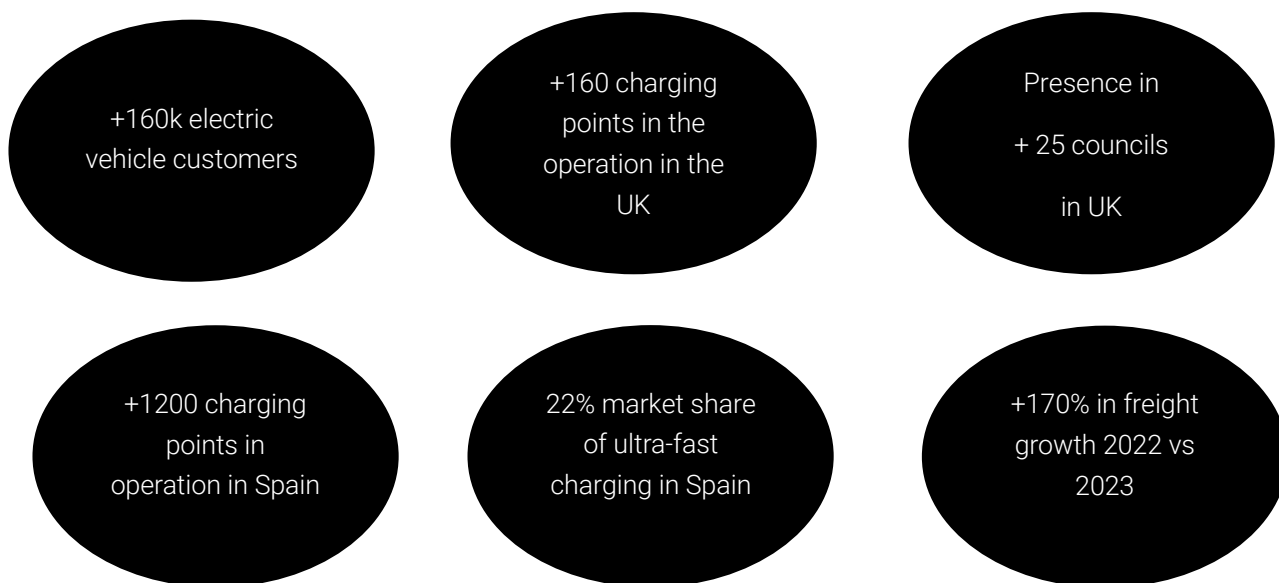 +160k electric
vehicle customers
+160 charging
points in the
operation in the
UK
Presence in
+ 25 councils
in UK
+1200 charging
points in
operation in Spain
22% market share
of ultra-fast
charging in Spain
+170% in freight
growth 2022 vs
2023